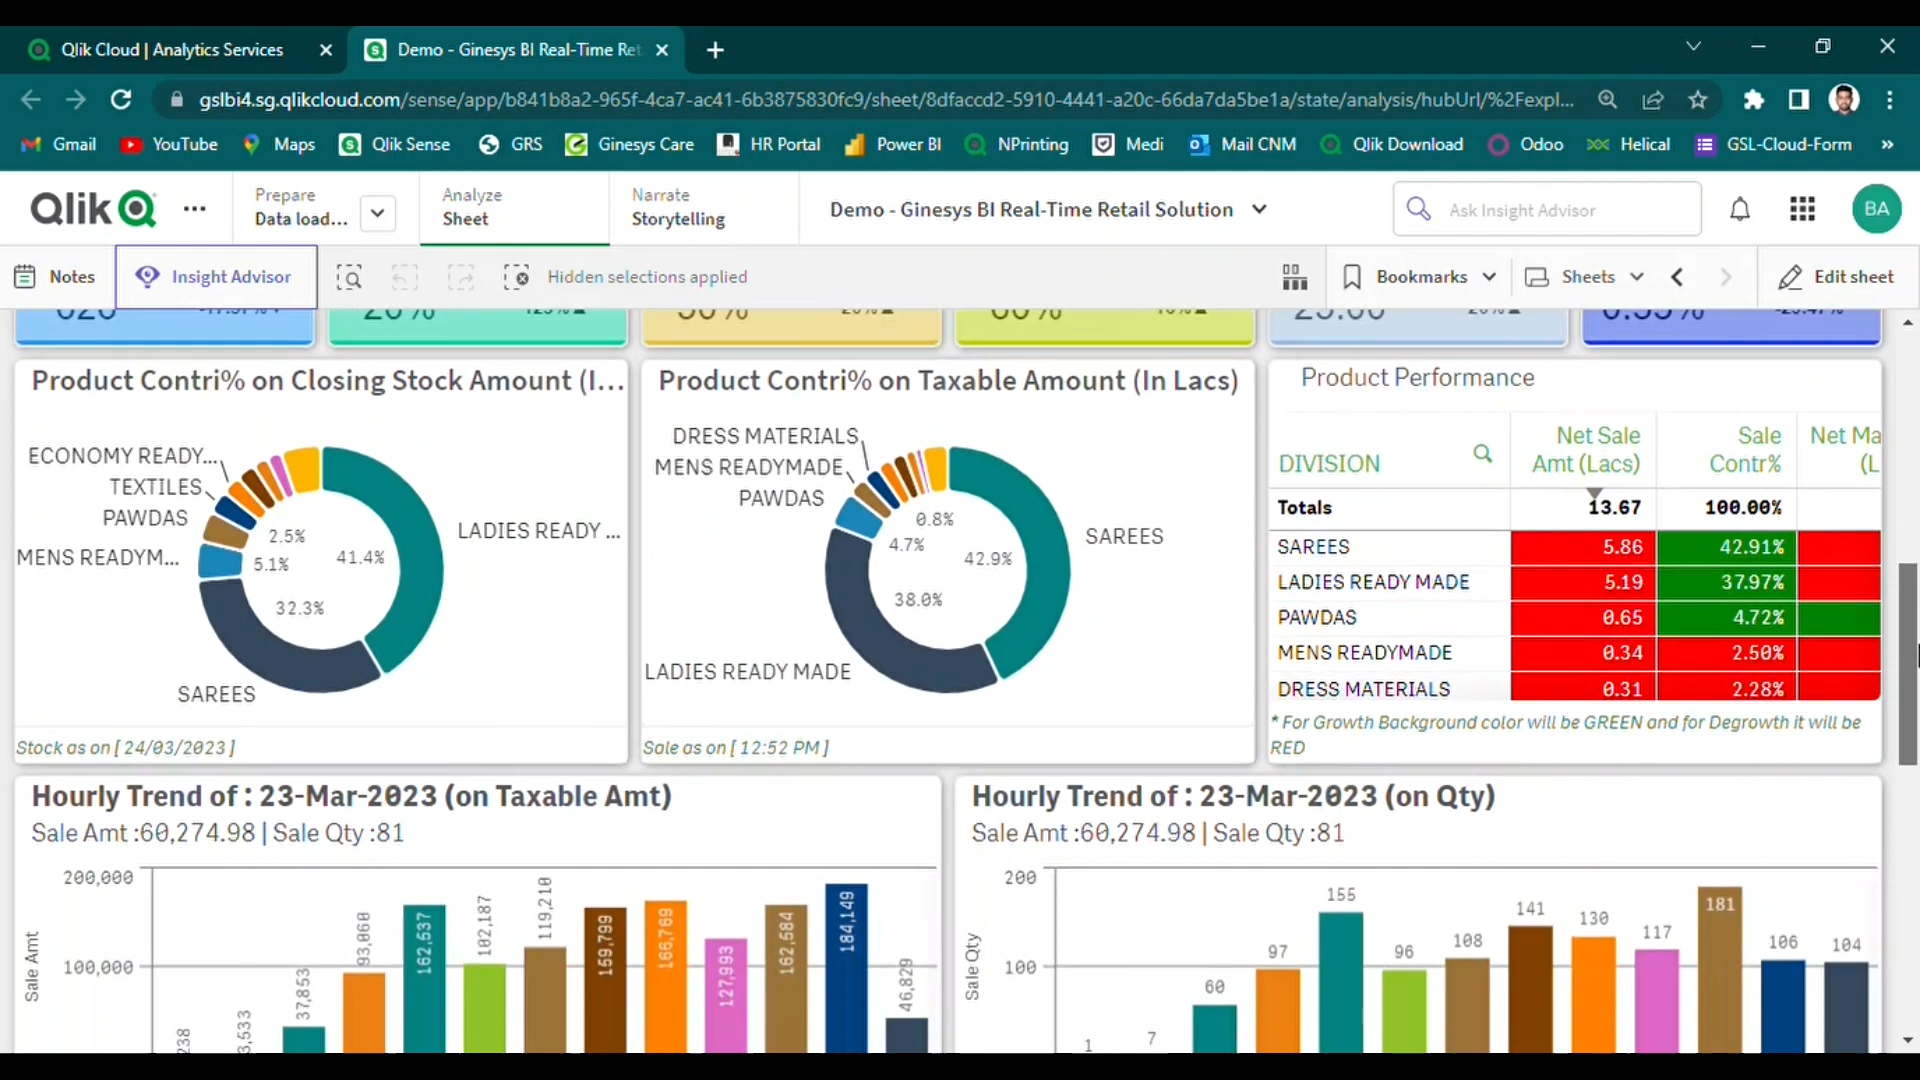 Qlik Cloud | Analytics Services
Demo - Ginesys BI Real-Time Ret
gslbi4.sg.qlikcloud.com/sense/app/b841b8a2-965f-4ca7-ac41-6b3875830fc9/sheet/8dfaccd2-5910-4441-a20c-66da7da5be1a/state/analysis/hubUrl/%2Fexpl...
Gmail YouTube Maps Qlik Sense GRS Ginesys Care HR Portal Power BI NPrinting Medi Mail CNM Qlik Download Odoo Helical GSL-Cloud-Form »
Qlik
Prepare
Data load...
Analyze
Sheet
Narrate
Storytelling
Demo - Ginesys BI Real-Time Retail Solution
Ask Insight Advisor
BA
Notes
Insight Advisor
Hidden selections applied
Bookmarks
Sheets
Edit sheet
Product Contri% on Closing Stock Amount (I...
ECONOMY READY...
TEXTILES
PAWDAS
MENS READYM...
LADIES READY ...
SAREES
2.5%
5.1%
41.4%
32.3%
Stock as on [ 24/03/2023 ]
Product Contri% on Taxable Amount (In Lacs)
DRESS MATERIALS
MENS READYMADE
PAWDAS
SAREES
LADIES READY MADE
0.8%
4.7%
42.9%
38.0%
Sale as on [ 12:52 PM ]
Product Performance
DIVISION
Net Sale
Amt (Lacs)
Sale
Contr%
Net Ma
(L
Totals 13.67 100.00%
SAREES 5.86 42.91%
LADIES READY MADE 5.19 37.97%
PAWDAS 0.65 4.72%
MENS READYMADE 0.34 2.50%
DRESS MATERIALS 0.31 2.28%
* For Growth Background color will be GREEN and for Degrowth it will be
RED
Hourly Trend of : 23-Mar-2023 (on Taxable Amt)
Sale Amt :60,274.98 | Sale Qty :81
Sale Amt
200,000
100,000
238
3,533
37,853
93,060
162,537
102,187
119,210
159,799
166,769
127,993
162,584
184,149
46,829
Hourly Trend of : 23-Mar-2023 (on Qty)
Sale Amt :60,274.98 | Sale Qty :81
Sale Qty
200
100
1
7
60
97
155
96
108
141
130
117
181
106
104